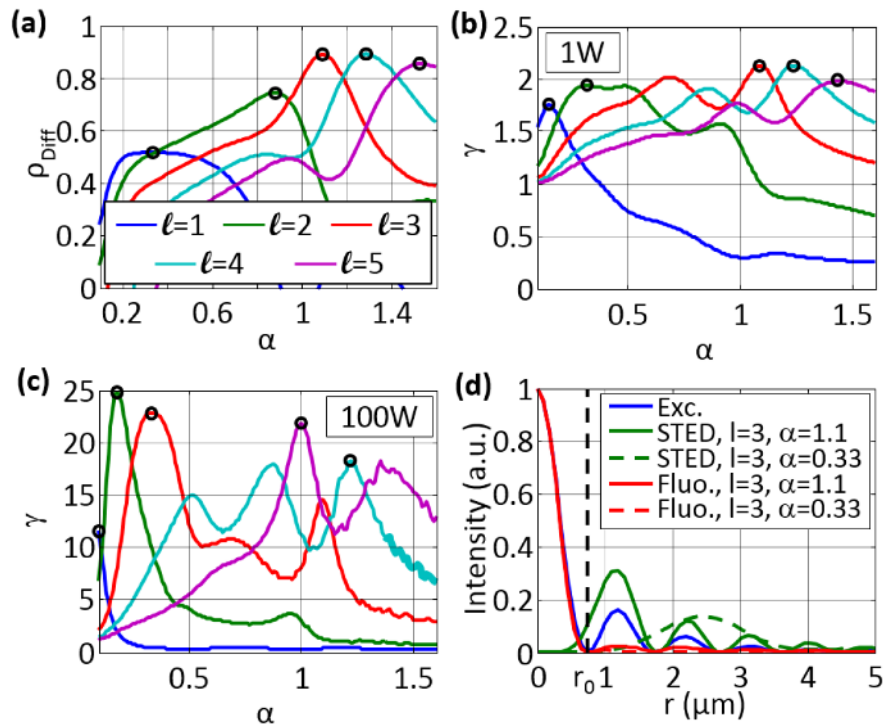 (a)
1
0.8
0.6
0.4
0.2
0
ρDiff
ℓ=1 ℓ=2 ℓ=3
ℓ=4 ℓ=5
0.2 0.6 1 1.4
α
(b)
2.5
2
1.5
1
0.5
0
γ
1W
0.5 1 1.5
α
(c)
25
20
15
10
5
0
γ
100W
0.5 1 1.5
α
(d)
1
0.8
0.6
0.4
0.2
0
Intensity (a.u.)
Exc.
STED, l=3, α=1.1
STED, l=3, α=0.33
Fluo., l=3, α=1.1
Fluo., l=3, α=0.33
0 r0 1 2 3 4 5
r (μm)